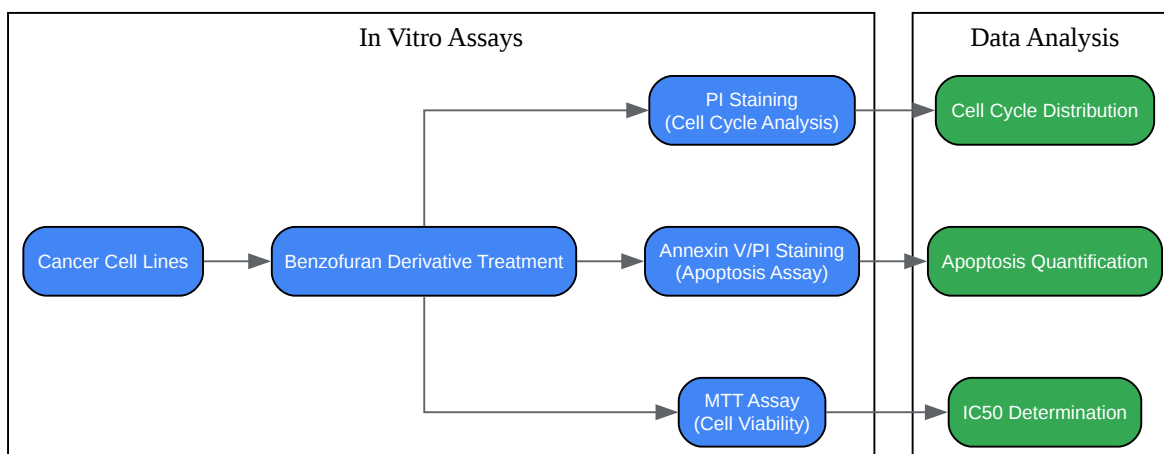 In Vitro Assays
Data Analysis
PI Staining
(Cell Cycle Analysis)
Cell Cycle Distribution
Cancer Cell Lines
Benzofuran Derivative Treatment
Annexin V/PI Staining
(Apoptosis Assay)
Apoptosis Quantification
MTT Assay
(Cell Viability)
IC50 Determination